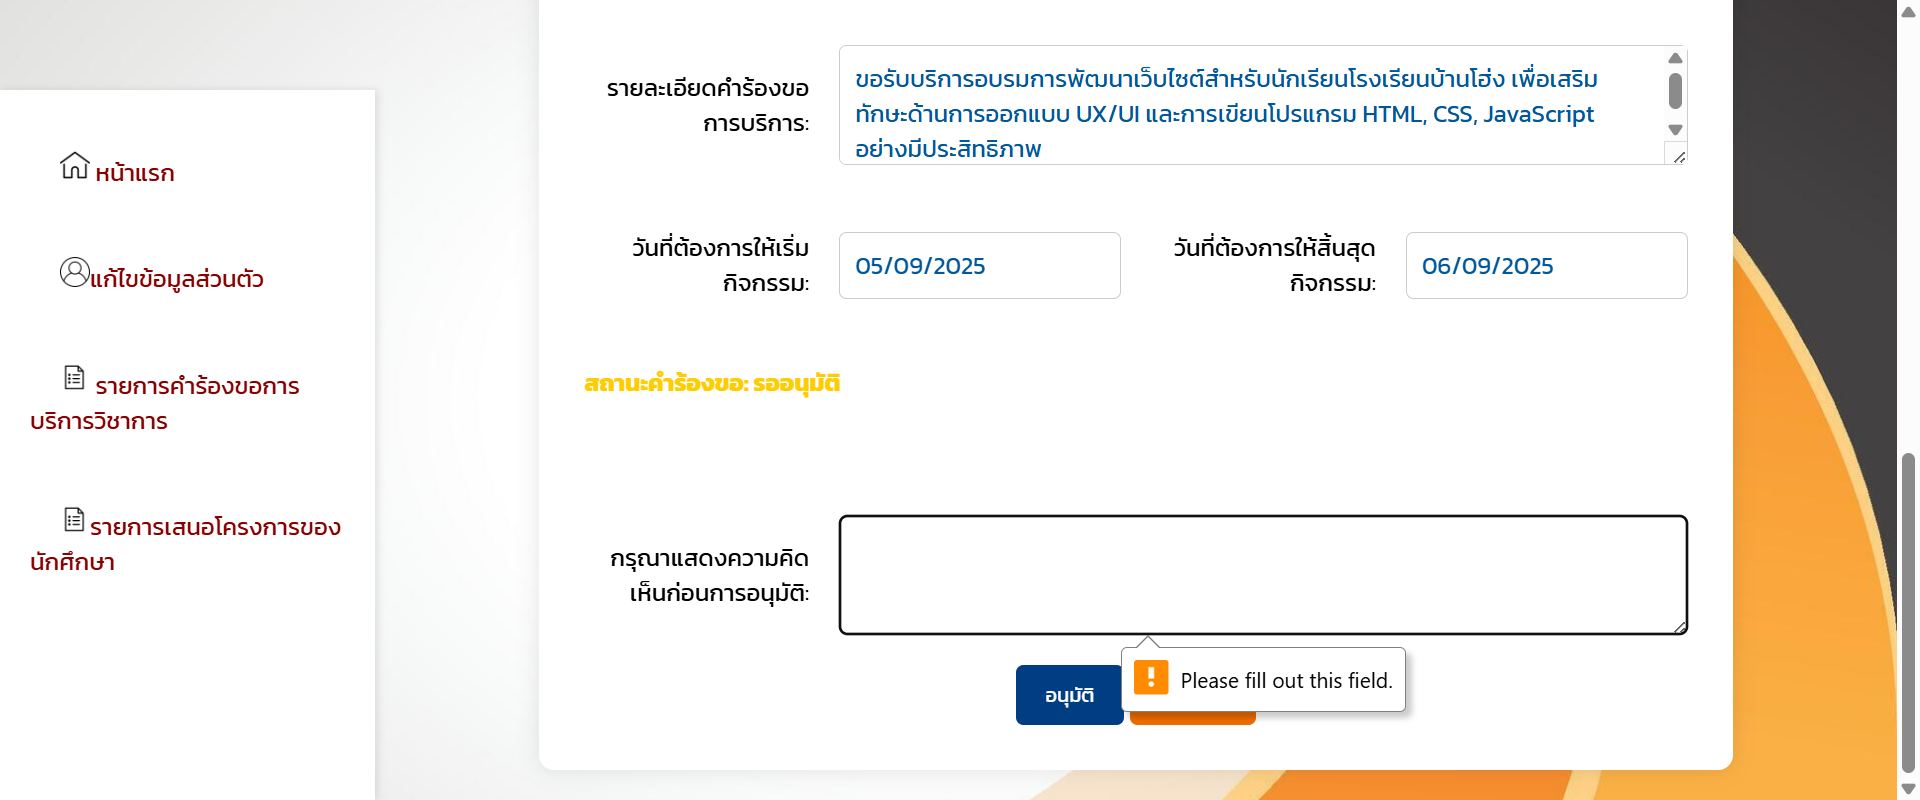 หน้าแรก
แก้ไขข้อมูลส่วนตัว
รายการคำร้องขอการ
บริการวิชาการ
รายการเสนอโครงการของ
นักศึกษา
รายละเอียดคำร้องขอ
การบริการ:
ขอรับบริการอบรมการพัฒนาเว็บไซต์สำหรับนักเรียนโรงเรียนบ้านโฮ่ง เพื่อเสริม
ทักษะด้านการออกแบบ UX/UI และการเขียนโปรแกรม HTML, CSS, JavaScript
อย่างมีประสิทธิภาพ
วันที่ต้องการให้เริ่ม
กิจกรรม:
05/09/2025
วันที่ต้องการให้สิ้นสุด
กิจกรรม:
06/09/2025
สถานะคำร้องขอ: รออนุมัติ
กรุณาแสดงความคิด
เห็นก่อนการอนุมัติ:
Please fill out this field.
อนุมัติ